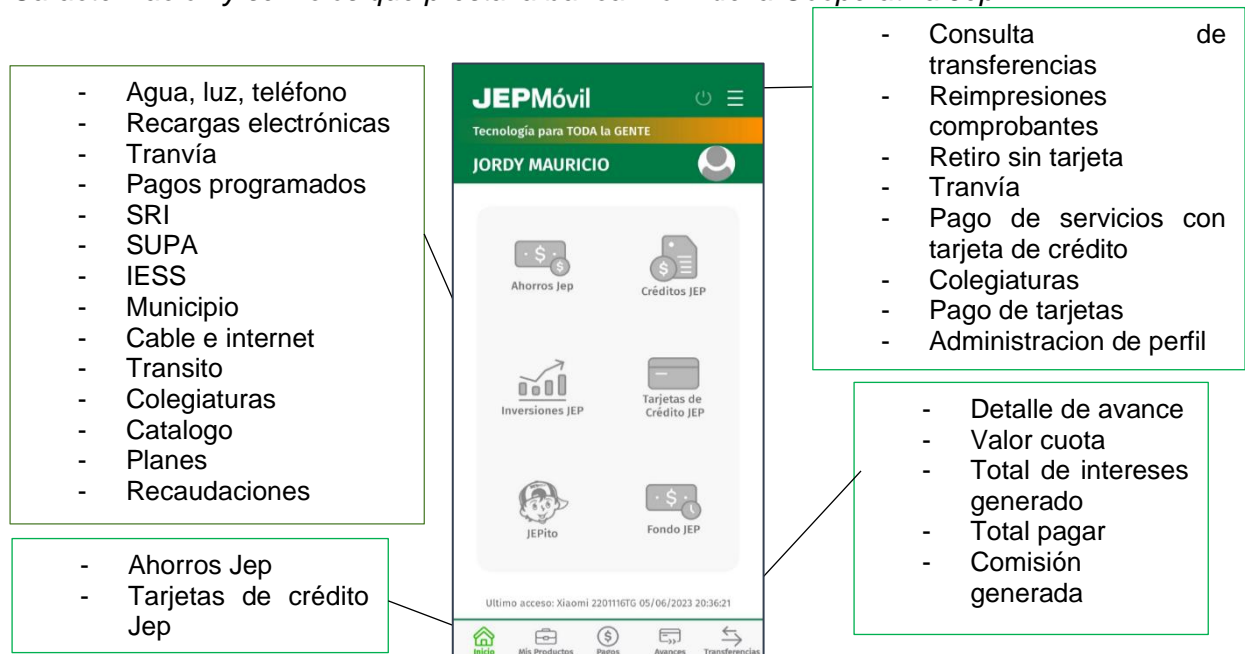 - Agua, luz, teléfono
- Recargas electrónicas
- Tranvía
- Pagos programados
- SRI
- SUPA
- IESS
- Municipio
- Cable e internet
- Transito
- Colegiaturas
- Catalogo
- Planes
- Recaudaciones
- Ahorros Jep
- Tarjetas de crédito
Jep
JEPMóvil
Tecnología para TODA la GENTE
JORDY MAURICIO
Ahorros Jep
Créditos JEP
Inversiones JEP
Tarjetas de
Crédito JEP
JEPito
Fondo JEP
Ultimo acceso: Xiaomi 2201116TG 05/06/2023 20:36:21
Inicio
Mis Productos
Pagos
Avances
Transferencias
- Consulta de
transferencias
- Reimpresiones
comprobantes
- Retiro sin tarjeta
- Tranvía
- Pago de servicios con
tarjeta de crédito
- Colegiaturas
- Pago de tarjetas
- Administracion de perfil
- Detalle de avance
- Valor cuota
- Total de intereses
generado
- Total pagar
- Comisión
generada